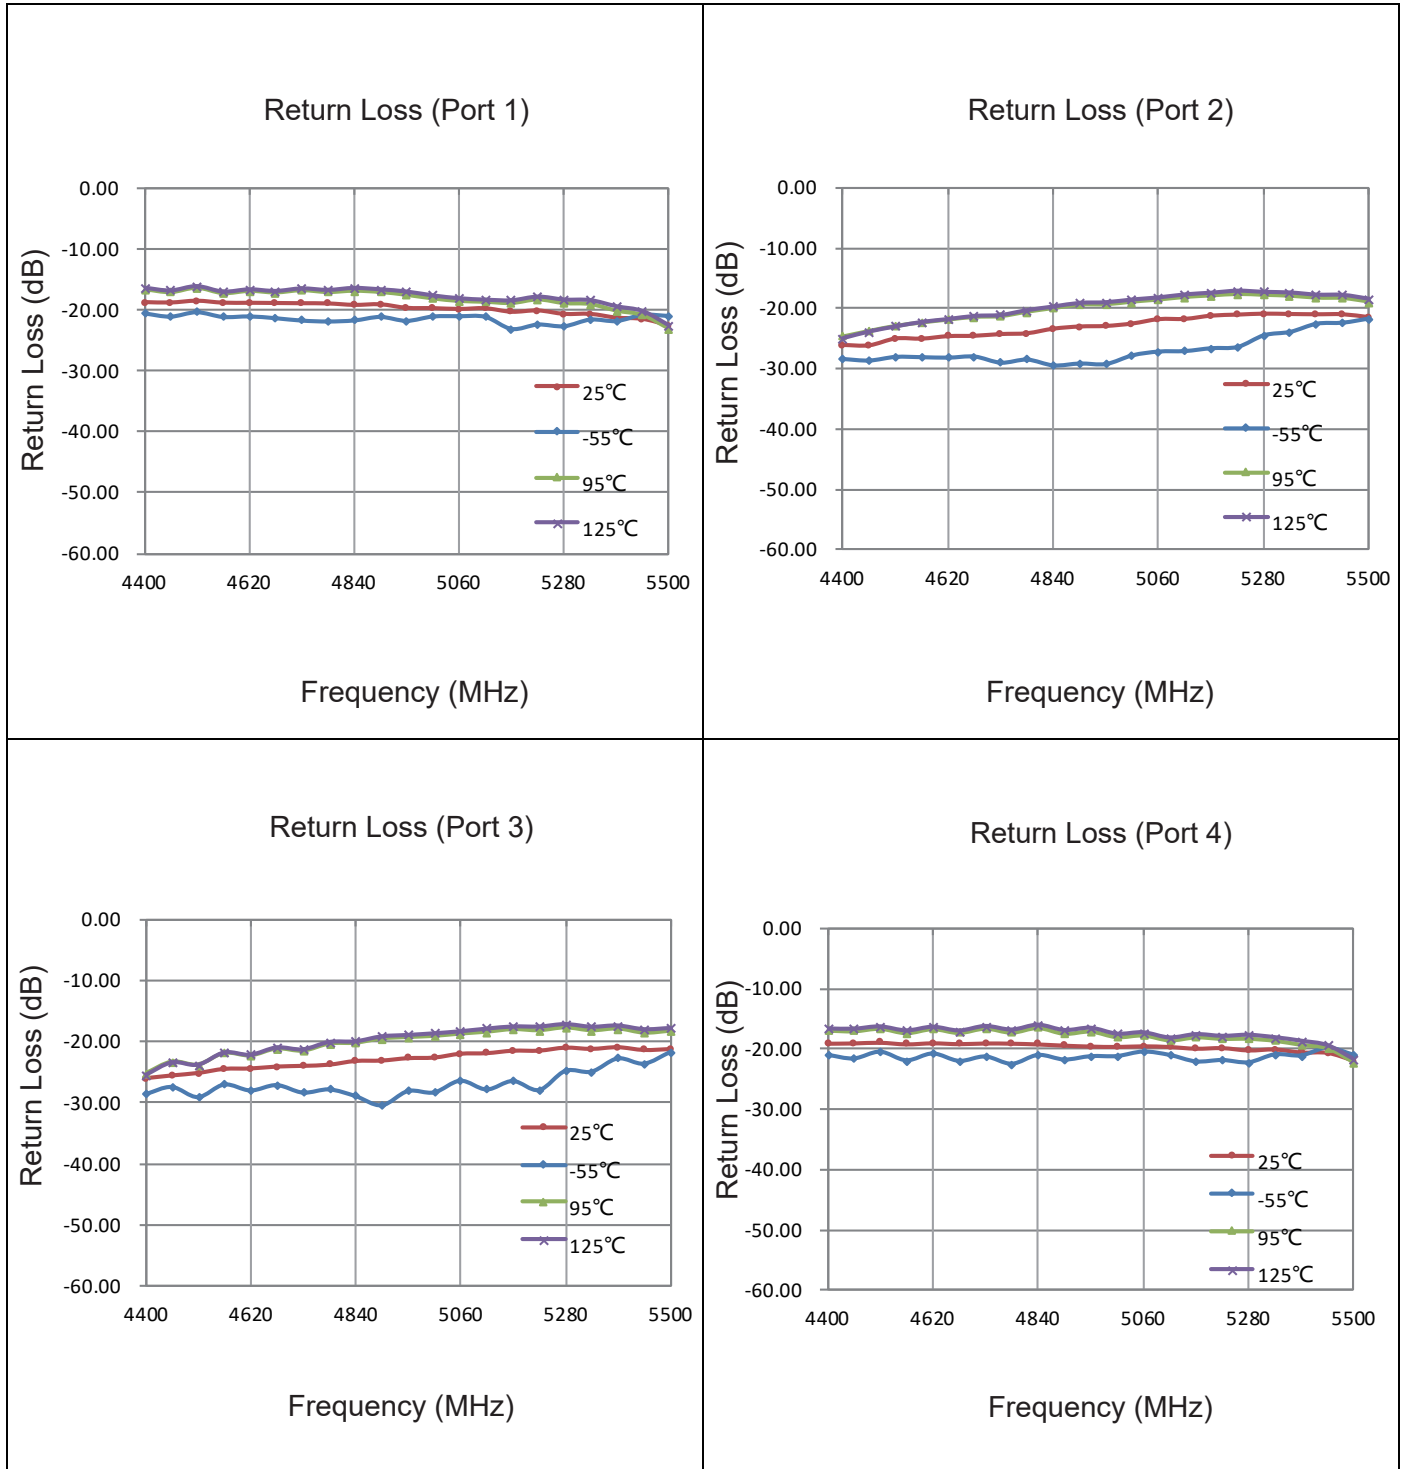 Return Loss (Port 1)
Return Loss (dB)
0.00
-10.00
-20.00
-30.00
-40.00
-50.00
-60.00
25℃
-55℃
95℃
125℃
4400 4620 4840 5060 5280 5500
Frequency (MHz)
Return Loss (Port 2)
Return Loss (dB)
0.00
-10.00
-20.00
-30.00
-40.00
-50.00
-60.00
25℃
-55℃
95℃
125℃
4400 4620 4840 5060 5280 5500
Frequency (MHz)
Return Loss (Port 3)
Return Loss (dB)
0.00
-10.00
-20.00
-30.00
-40.00
-50.00
-60.00
25℃
-55℃
95℃
125℃
4400 4620 4840 5060 5280 5500
Frequency (MHz)
Return Loss (Port 4)
Return Loss (dB)
0.00
-10.00
-20.00
-30.00
-40.00
-50.00
-60.00
25℃
-55℃
95℃
125℃
4400 4620 4840 5060 5280 5500
Frequency (MHz)